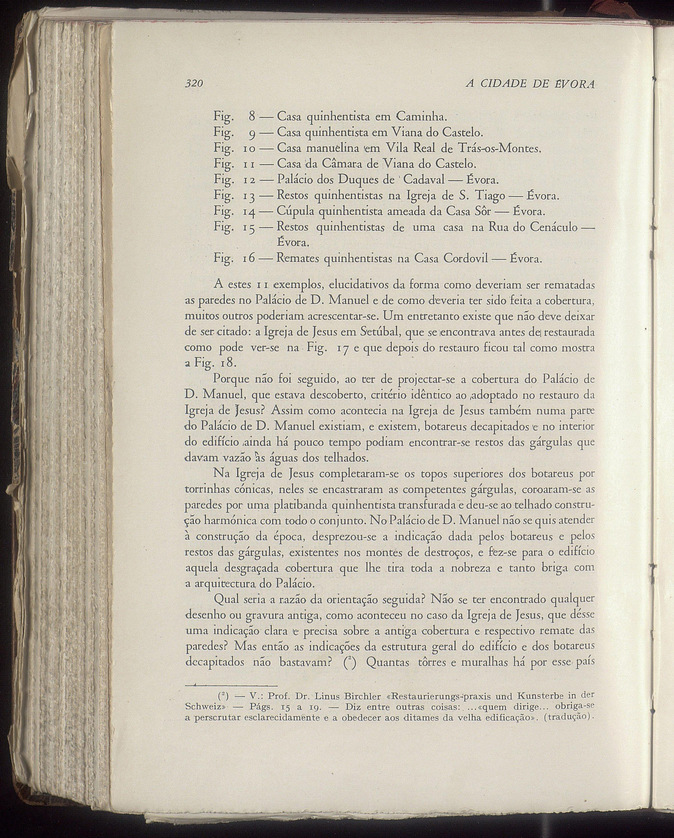 320 A CIDADE DE ÉVORA
Fig. 8 — Casa quinhentista em Caminha.
Fig. 9 — Casa quinhentista em Viana do Castelo.
Fig. 10 — Casa manuelina em Vila Real de Trás-os-Montes.
Fig. 11 — Casa da Câmara de Viana do Castelo.
Fig. 12 — Palácio dos Duques de Cadaval — Évora.
Fig. 13 — Restos quinhentistas na Igreja de S. Tiago — Évora.
Fig. 14 — Cúpula quinhentista ameada da Casa Sôr — Évora.
Fig. 15 — Restos quinhentistas de uma casa na Rua do Cenáculo —
Évora.
Fig. 16 — Remates quinhentistas na Casa Cordovil — Évora.
A estes 11 exemplos, elucidativos da forma como deveriam ser rematadas
as paredes no Palácio de D. Manuel e de como deveria ter sido feita a cobertura,
muitos outros poderiam acrescentar-se. Um entretanto existe que não deve deixar
de ser citado: a Igreja de Jesus em Setúbal, que se encontrava antes de restaurada
como pode ver-se na Fig. 17 e que depois do restauro ficou tal como mostra
a Fig. 18.
Porque não foi seguido, ao ter de projectar-se a cobertura do Palácio de
D. Manuel, que estava descoberto, critério idêntico ao adoptado no restauro da
Igreja de Jesus? Assim como acontecia na Igreja de Jesus também numa parte
do Palácio de D. Manuel existiam, e existem, botareus decapitados e no interior
do edifício ainda há pouco tempo podiam encontrar-se restos das gárgulas que
davam vazão às águas dos telhados.
Na Igreja de Jesus completaram-se os topos superiores dos botareus por
torrinhas cónicas, neles se encastraram as competentes gárgulas, coroaram-se as
paredes por uma platibanda quinhentista transfurada e deu-se ao telhado constru-
ção harmónica com todo o conjunto. No Palácio de D. Manuel não se quis atender
à construção da época, desprezou-se a indicação dada pelos botareus e pelos
restos das gárgulas, existentes nos montes de destroços, e fez-se para o edifício
aquela desgraçada cobertura que lhe tira toda a nobreza e tanto briga com
a arquitectura do Palácio.
Qual seria a razão da orientação seguida? Não se ter encontrado qualquer
desenho ou gravura antiga, como aconteceu no caso da Igreja de Jesus, que désse
uma indicação clara e precisa sobre a antiga cobertura e respectivo remate das
paredes? Mas então as indicações da estrutura geral do edifício e dos botareus
decapitados não bastavam? (²) Quantas tôrres e muralhas há por esse país
(²) — V.: Prof. Dr. Linus Birchler «Restaurierungs-praxis und Kunsterbe in der
Schweiz» — Págs. 15 a 19. — Diz entre outras coisas: ...«quem dirige... obriga-se
a perscrutar esclarecidamente e a obedecer aos ditames da velha edificação». (tradução).